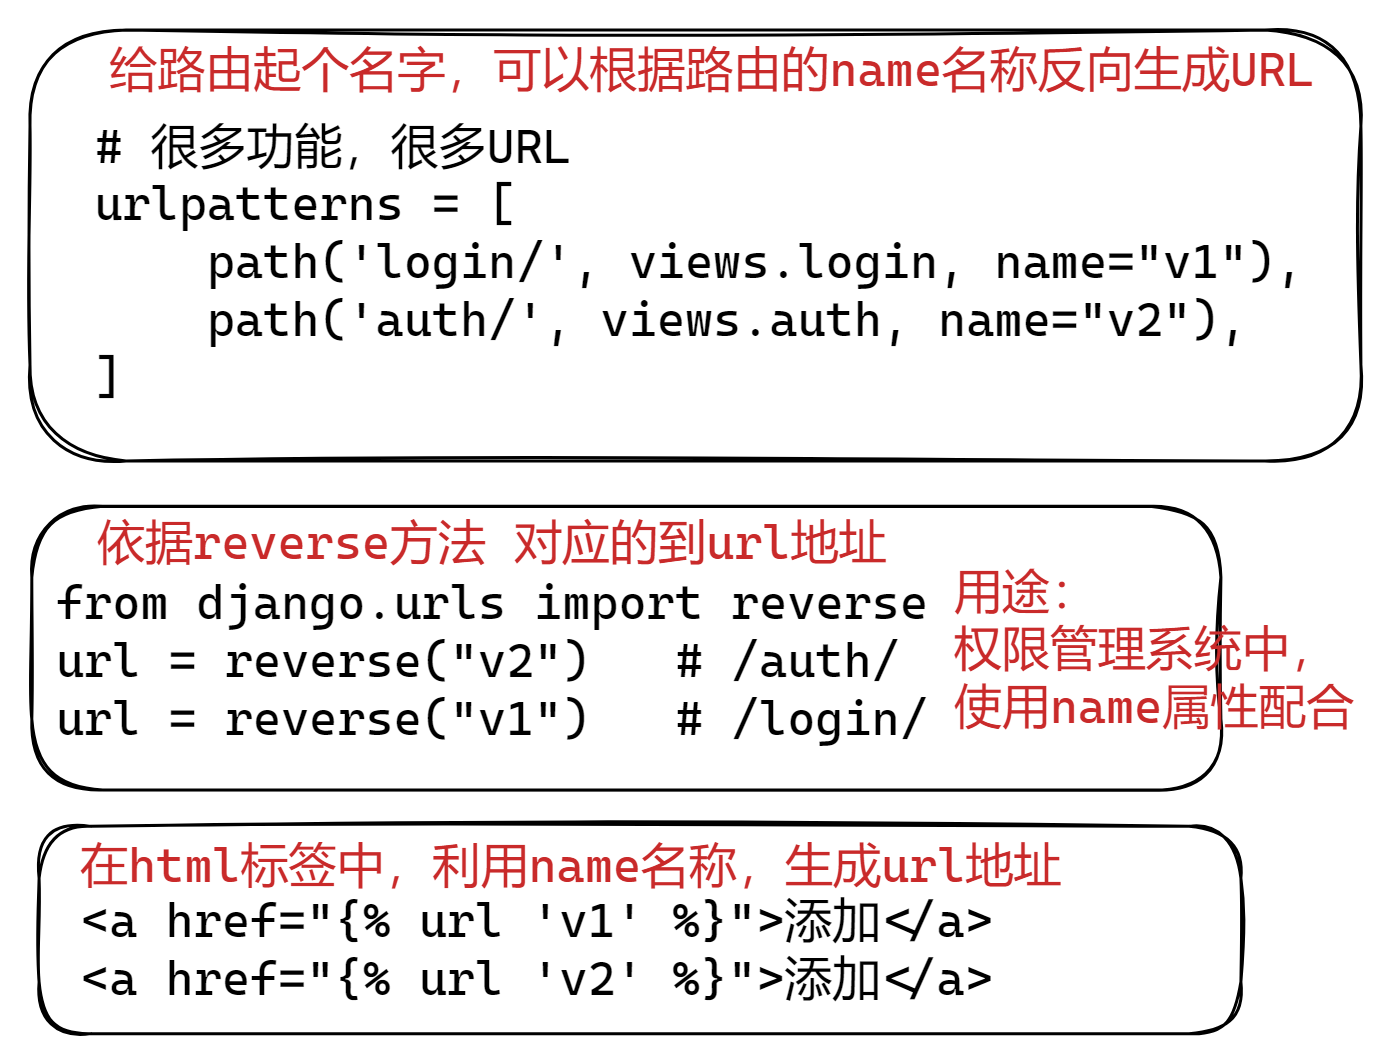 给路由起个名字，可以根据路由的name名称反向生成URL
# 很多功能，很多URL
urlpatterns = [
    path('login/', views.login, name="v1"),
    path('auth/', views.auth, name="v2"),
]
依据reverse方法 对应的到url地址
from django.urls import reverse
url = reverse("v2")   # /auth/
url = reverse("v1")   # /login/
用途：
权限管理系统中，
使用name属性配合
在html标签中，利用name名称，生成url地址
<a href="{% url 'v1' %}">添加</a>
<a href="{% url 'v2' %}">添加</a>